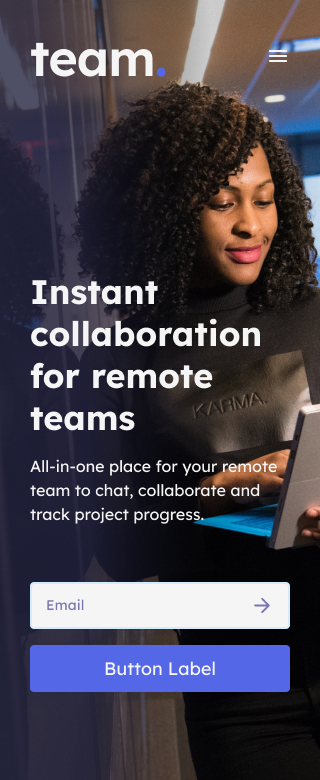 team.
Instant
collaboration
for remote
teams
KARMA.
All-in-one place for your remote
team to chat, collaborate and
track project progress.
Email
Button Label